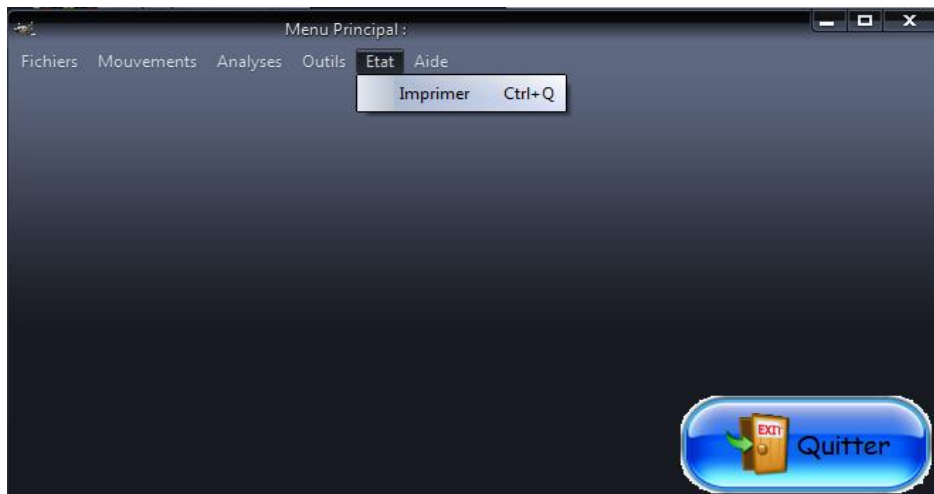 Menu Principal :
Fichiers Mouvements Analyses Outils Etat Aide
Imprimer Ctrl+Q
EXIT
Quitter